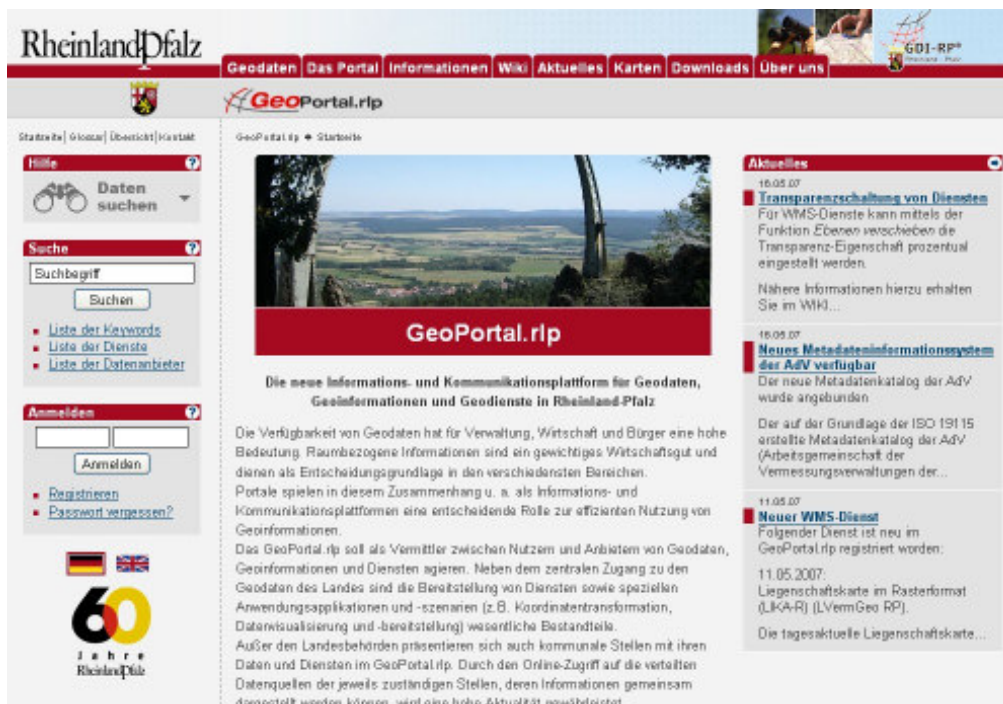 RheinlandPfalz
GDI-RP®
Rheinland-Pfalz
Geodaten Das Portal Informationen Wiki Aktuelles Karten Downloads Über uns
GeoPortal.rlp
Startseite| Glossar| Übersicht| Kontakt
GeoPortal.rlp Startseite
Hilfe ?
Daten
suchen
Suche ?
Suchbegriff
Suchen
Liste der Keywords
Liste der Dienste
Liste der Datenanbieter
Anmelden ?
Anmelden
Registrieren
Passwort vergessen?
60
Jahre
RheinlandPfalz
GeoPortal.rlp
Die neue Informations- und Kommunikationsplattform für Geodaten,
Geoinformationen und Geodienste in Rheinland-Pfalz
Die Verfügbarkeit von Geodaten hat für Verwaltung, Wirtschaft und Bürger eine hohe
Bedeutung. Raumbezogene Informationen sind ein gewichtiges Wirtschaftsgut und
dienen als Entscheidungsgrundlage in den verschiedensten Bereichen.
Portale spielen in diesem Zusammenhang u. a. als Informations- und
Kommunikationsplattformen eine entscheidende Rolle zur effizienten Nutzung von
Geoinformationen.
Das GeoPortal.rlp soll als Vermittler zwischen Nutzern und Anbietern von Geodaten,
Geoinformationen und Diensten agieren. Neben dem zentralen Zugang zu den
Geodaten des Landes sind die Bereitstellung von Diensten sowie speziellen
Anwendungsapplikationen und -szenarien (z.B. Koordinatentransformation,
Datenvisualisierung und -bereitstellung) wesentliche Bestandteile.
Außer den Landesbehörden präsentieren sich auch kommunale Stellen mit ihren
Daten und Diensten im GeoPortal.rlp. Durch den Online-Zugriff auf die verteilten
Datenquellen der jeweils zuständigen Stellen, deren Informationen gemeinsam
dargestellt werden können, wird eine hohe Aktualität gewährleistet.
Aktuelles
16.05.07
Transparenzschaltung von Diensten
Für WMS-Dienste kann mittels der
Funktion Ebenen verschieben die
Transparenz-Eigenschaft prozentual
eingestellt werden.
Nähere Informationen hierzu erhalten
Sie im WIKI...
16.05.07
Neues Metadateninformationssystem
der AdV verfügbar
Der neue Metadatenkatalog der AdV
wurde angebunden
Der auf der Grundlage der ISO 19115
erstellte Metadatenkatalog der AdV
(Arbeitsgemeinschaft der
Vermessungsverwaltungen der...
11.05.07
Neuer WMS-Dienst
Folgender Dienst ist neu im
GeoPortal.rlp registriert worden:
11.05.2007:
Liegenschaftskarte im Rasterformat
(LIKA-R) (LVermGeo RP).
Die tagesaktuelle Liegenschaftskarte...